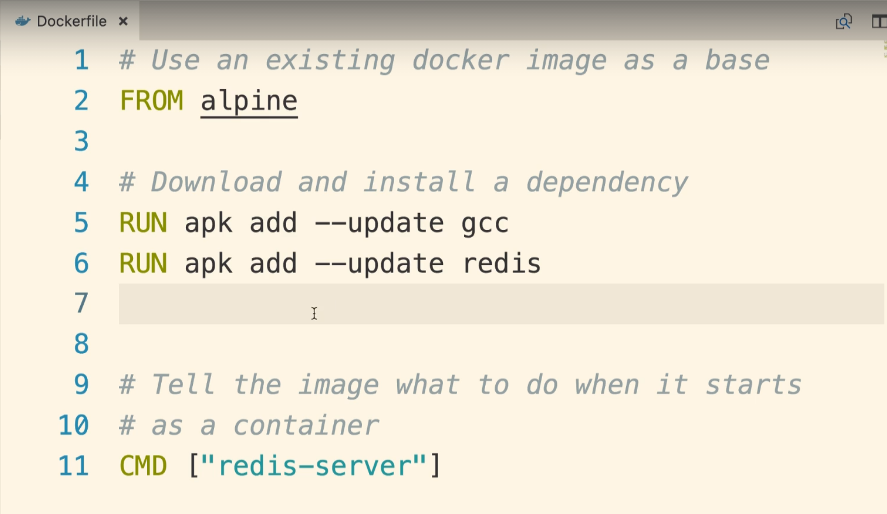 Dockerfile ×
1 # Use an existing docker image as a base
2 FROM alpine
3
4 # Download and install a dependency
5 RUN apk add --update gcc
6 RUN apk add --update redis
7
8
9 # Tell the image what to do when it starts
10 # as a container
11 CMD ["redis-server"]